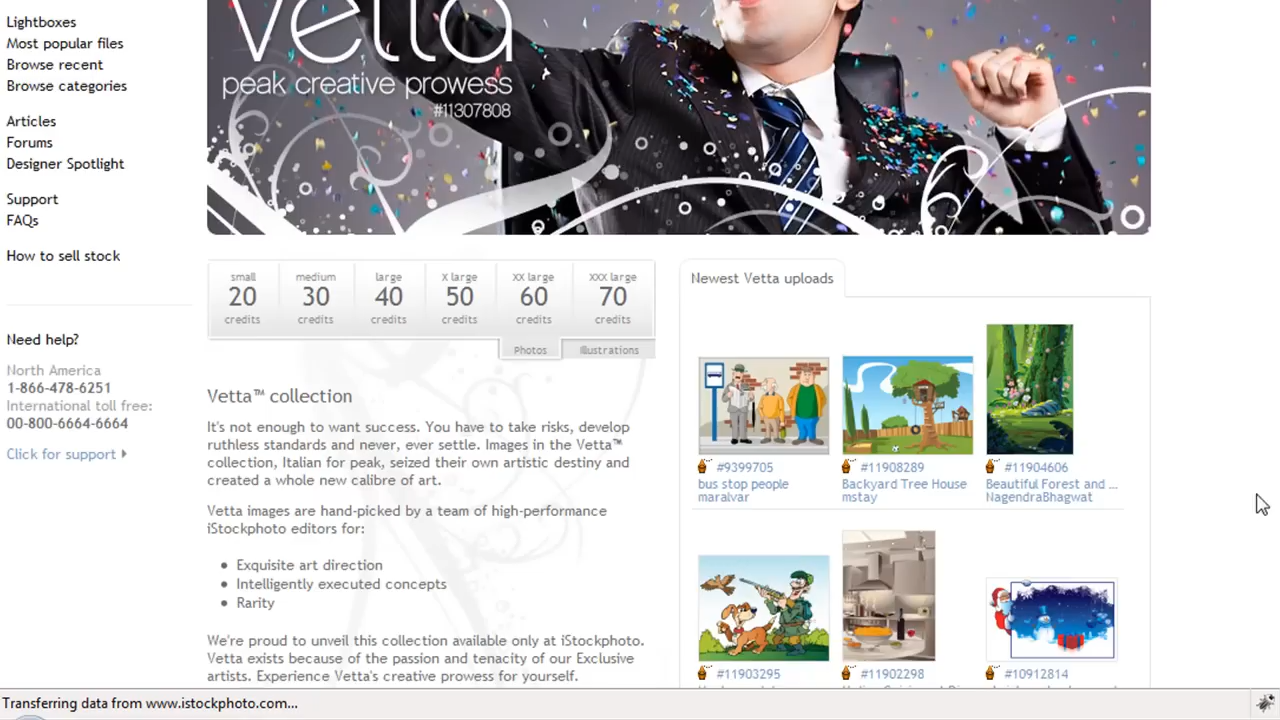 Lightboxes
Most popular files
Browse recent
Browse categories
Articles
Forums
Designer Spotlight
Support
FAQs
How to sell stock
Need help?
North America
1-866-478-6251
International toll free:
00-800-6664-6664
Click for support
vetta
peak creative prowess
#11307808
small medium large X large XX large XXX large
20 30 40 50 60 70
credits credits credits credits credits credits
Photos Illustrations
Vetta™ collection
It's not enough to want success. You have to take risks, develop
ruthless standards and never, ever settle. Images in the Vetta™
collection, Italian for peak, seized their own artistic destiny and
created a whole new calibre of art.
Vetta images are hand-picked by a team of high-performance
iStockphoto editors for:
• Exquisite art direction
• Intelligently executed concepts
• Rarity
We're proud to unveil this collection available only at iStockphoto.
Vetta exists because of the passion and tenacity of our Exclusive
artists. Experience Vetta's creative prowess for yourself.
Newest Vetta uploads
#9399705 #11908289 #11904606
bus stop people Backyard Tree House Beautiful Forest and ...
maralvar mstay NagendraBhagwat
#11903295 #11902298 #10912814
Transferring data from www.istockphoto.com...